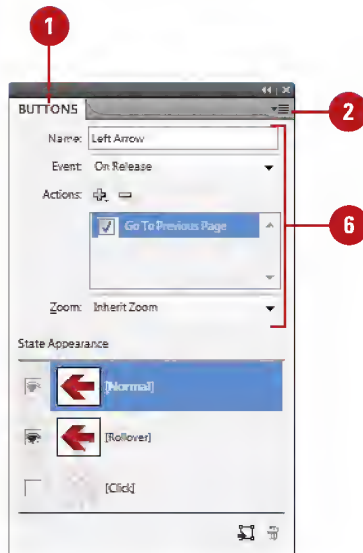 1
BUTTONS
2
Name: Left Arrow
Event: On Release
Actions:
Go To Previous Page
6
Zoom: Inherit Zoom
State Appearance
[Normal]
[Rollover]
[Click]